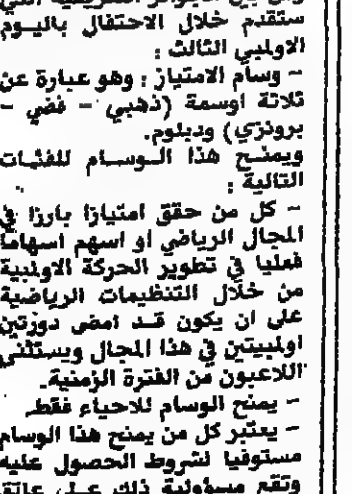 ستقدم خلال الاحتفال باليوم
الاولمبي الثالث :
– وسام الامتياز : وهو عبارة عن
ثلاثة اوسمة (ذهبي – فضي –
برونزي) ودبلوم.
ويمنح هذا الوسام للفئات
التالية :
– كل من حقق امتيازا بارزا في
المجال الرياضي او اسهم اسهاما
فعليا في تطوير الحركة الاولمبية
من خلال التنظيمات الرياضية
على ان يكون قد امضى دورتين
اولمبيتين في هذا المجال ويستثنى
اللاعبون من الفترة الزمنية.
– يمنح الوسام للاحياء فقط.
– يعتبر كل من يمنح هذا الوسام
مستوفيا لشروط الحصول عليه
وتقع مسؤولية ذلك على عاتق